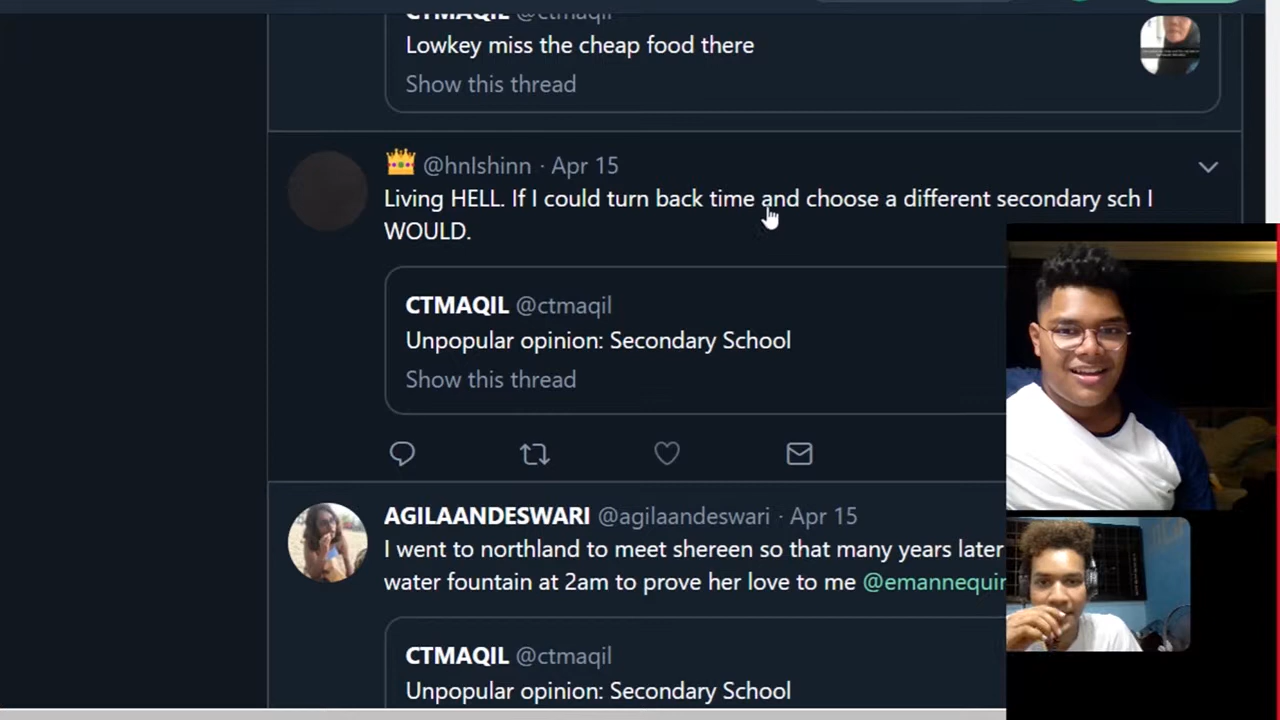 CTMAQIL @ctmaqil
Lowkey miss the cheap food there
Show this thread
@hnlshinn · Apr 15
Living HELL. If I could turn back time and choose a different secondary sch I
WOULD.
CTMAQIL @ctmaqil
Unpopular opinion: Secondary School
Show this thread
AGILAANDESWARI @agilaandeswari · Apr 15
I went to northland to meet shereen so that many years later
water fountain at 2am to prove her love to me @emannequin
CTMAQIL @ctmaqil
Unpopular opinion: Secondary School